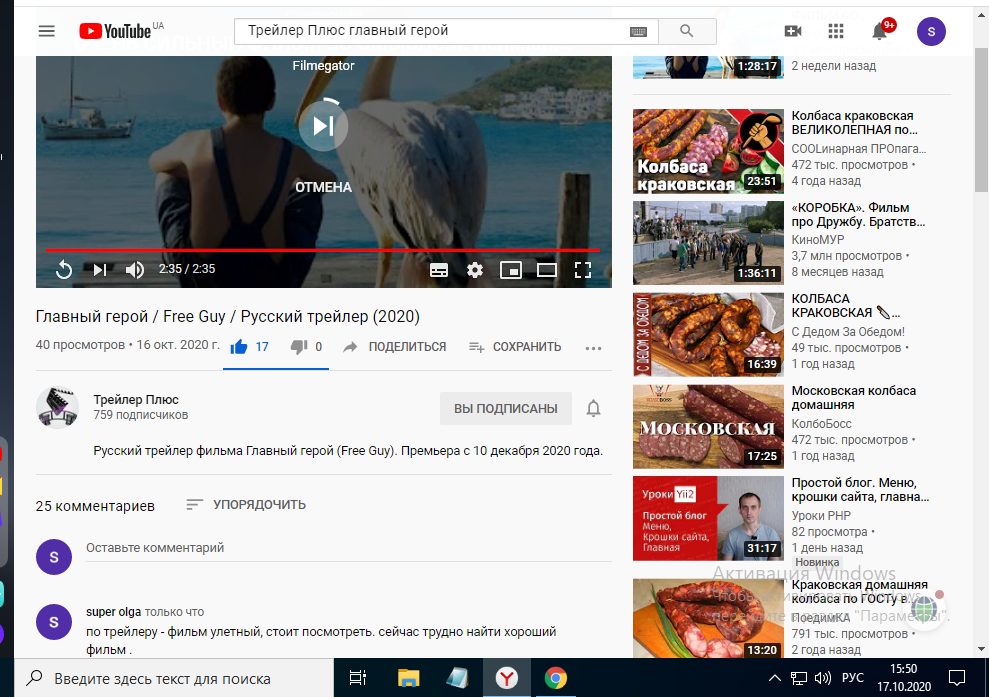 YouTube UA
Трейлер Плюс главный герой
9+
S
Filmegator
ОТМЕНА
2:35 / 2:35
Главный герой / Free Guy / Русский трейлер (2020)
40 просмотров • 16 окт. 2020 г.
17
0
ПОДЕЛИТЬСЯ
СОХРАНИТЬ
Трейлер Плюс
759 подписчиков
ВЫ ПОДПИСАНЫ
Русский трейлер фильма Главный герой (Free Guy). Премьера с 10 декабря 2020 года.
25 комментариев
УПОРЯДОЧИТЬ
S
Оставьте комментарий
S
super olga только что
по трейлеру - фильм улетный, стоит посмотреть. сейчас трудно найти хороший
фильм .
1:28:17
2 недели назад
Колбаса
краковская
23:51
Колбаса краковская
ВЕЛИКОЛЕПНАЯ по...
COOLинарная ПРОпага...
472 тыс. просмотров •
4 года назад
1:36:11
«КОРОБКА». Фильм
про Дружбу. Братств...
КиноМУР
3,7 млн просмотров •
8 месяцев назад
С ДЕДОМ ЗА ОБЕДОМ!
16:39
КОЛБАСА
КРАКОВСКАЯ 🔪...
С Дедом За Обедом!
49 тыс. просмотров •
1 год назад
МОСКОВСКАЯ
17:25
Московская колбаса
домашняя
КолбоБосс
472 тыс. просмотров •
1 год назад
Уроки Yii2
Простой блог
Меню,
Крошки сайта,
Главная
31:17
Простой блог. Меню,
крошки сайта, главна...
Уроки PHP
82 просмотра •
1 день назад
Новинка
13:20
Краковская домашняя
колбаса по ГОСТу в...
ПоедимКА
791 тыс. просмотров •
2 года назад
Активация Windows
Чтобы активировать Windows,
перейдите в раздел "Параметры".
Введите здесь текст для поиска
РУС
15:50
17.10.2020